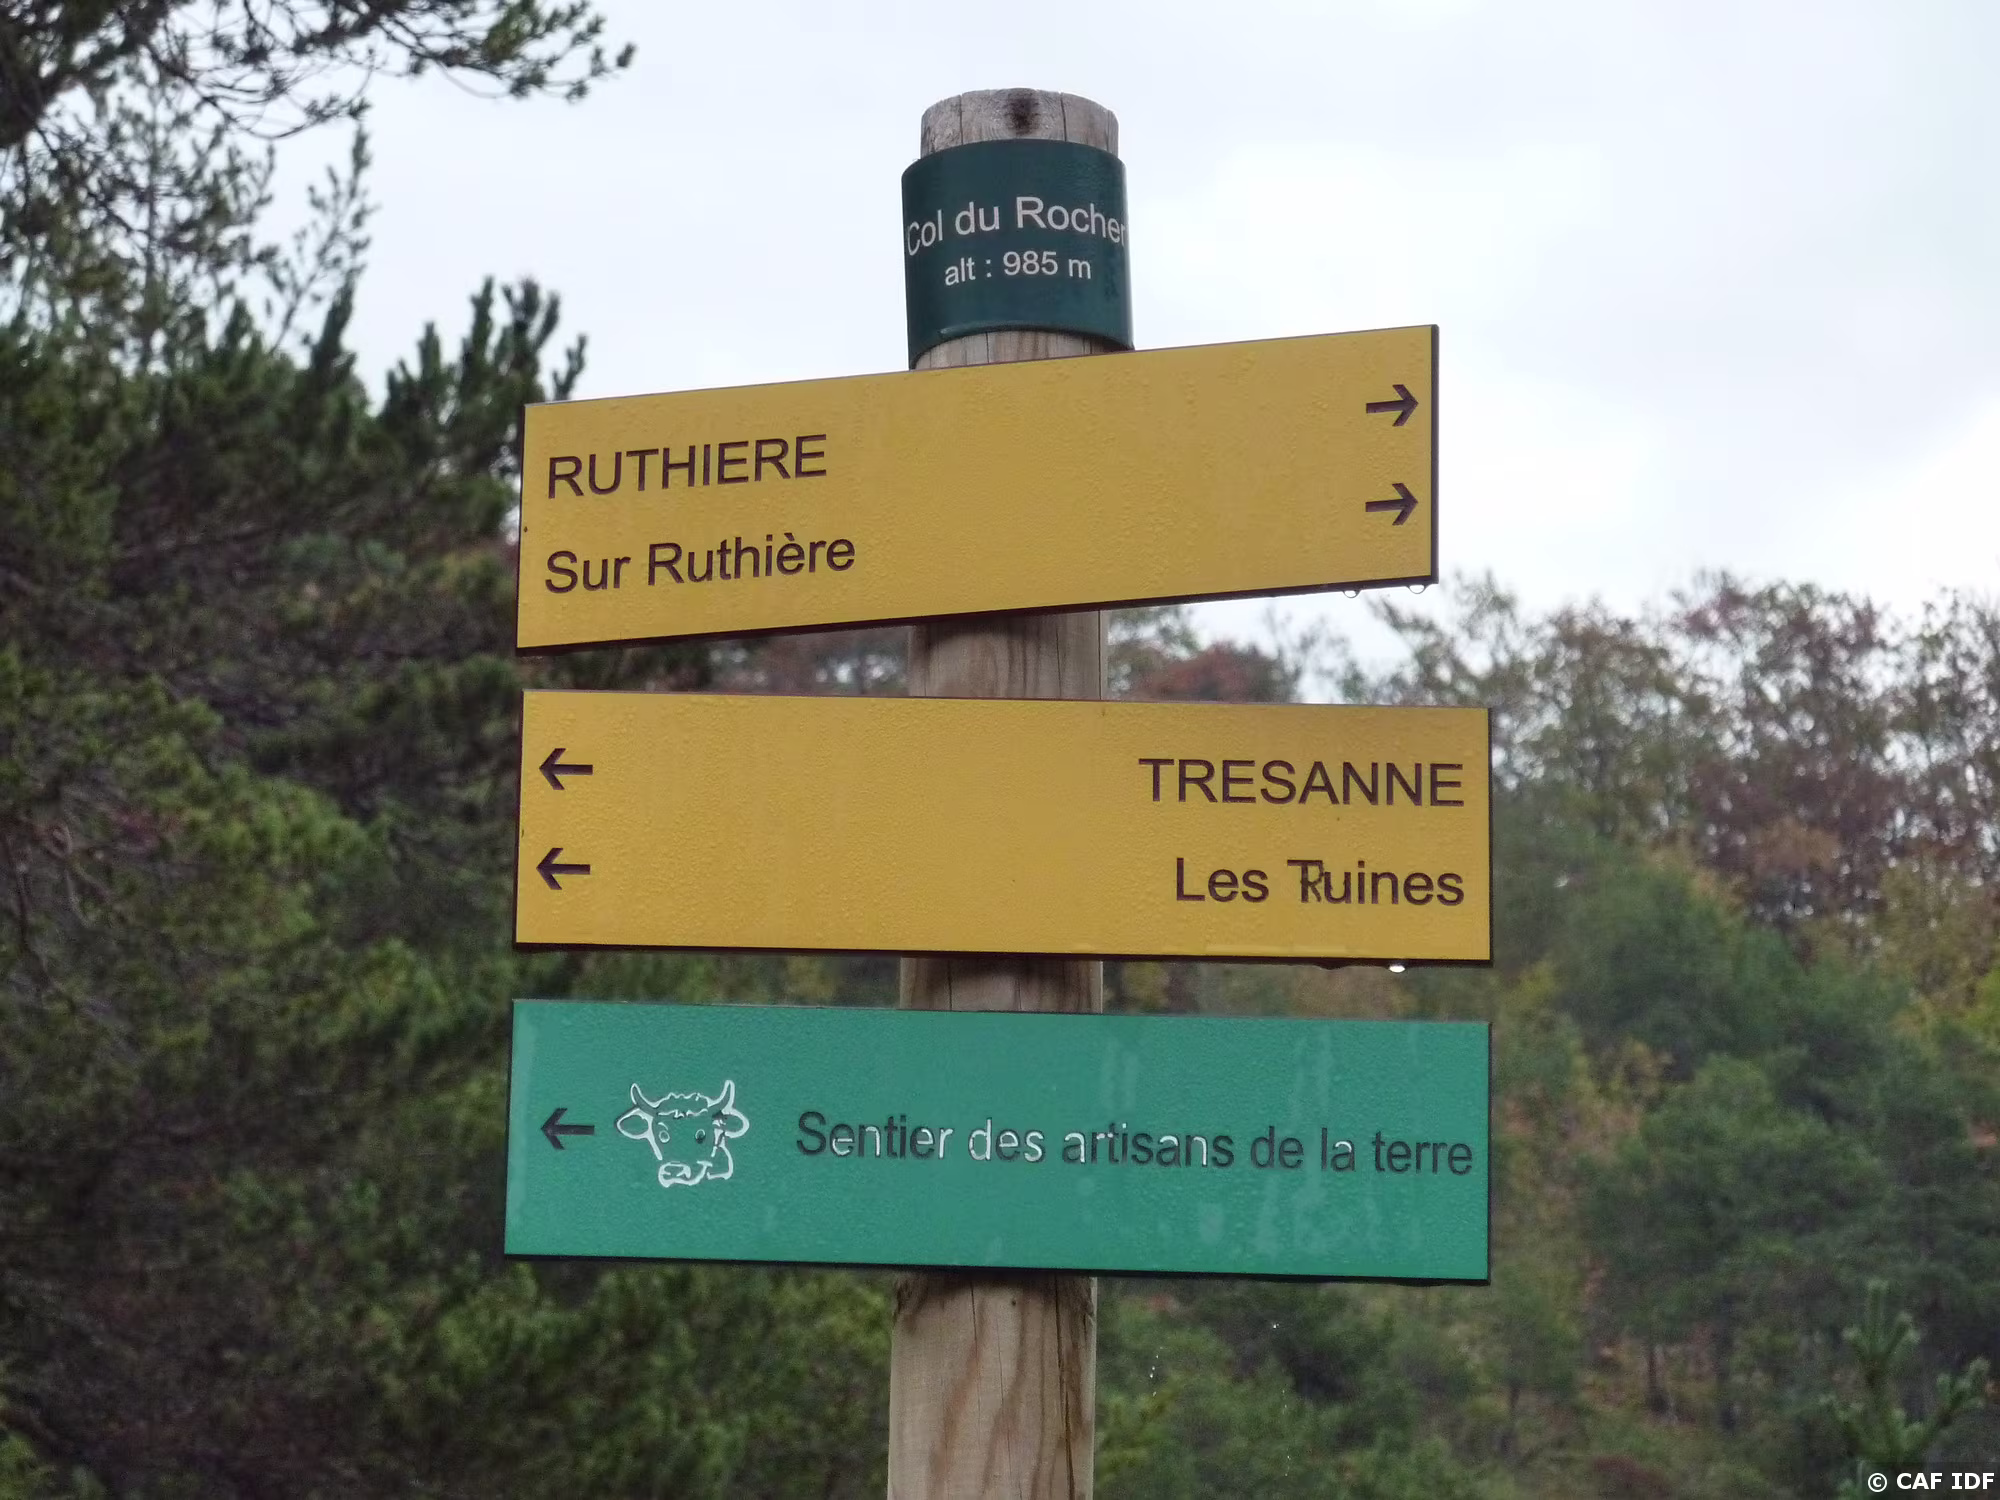 Col du Rocher
alt : 985 m
RUTHIERE →
Sur Ruthière →
← TRESANNE
← Les Ruines
← Sentier des artisans de la terre
© CAF IDF